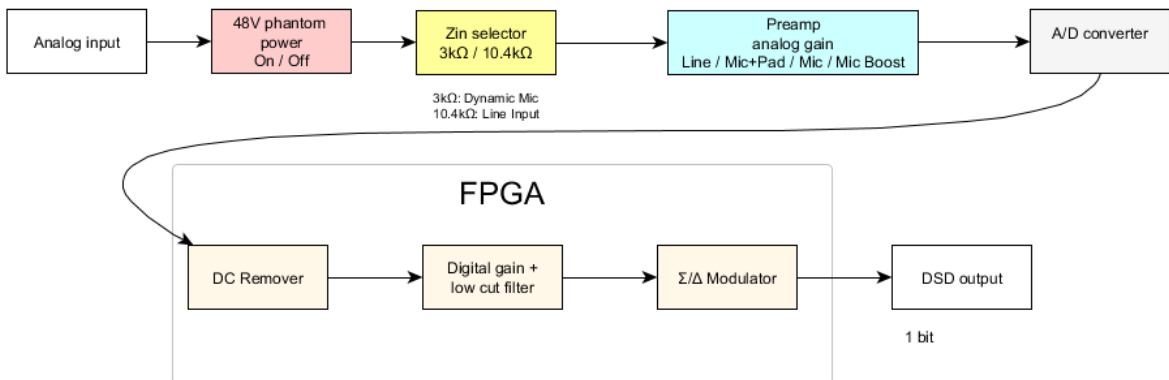 Analog input
48V phantom
power
On / Off
Zin selector
3kΩ / 10.4kΩ
Preamp
analog gain
Line / Mic+Pad / Mic / Mic Boost
A/D converter
3kΩ: Dynamic Mic
10.4kΩ: Line Input
FPGA
DC Remover
Digital gain +
low cut filter
Σ/Δ Modulator
DSD output
1 bit